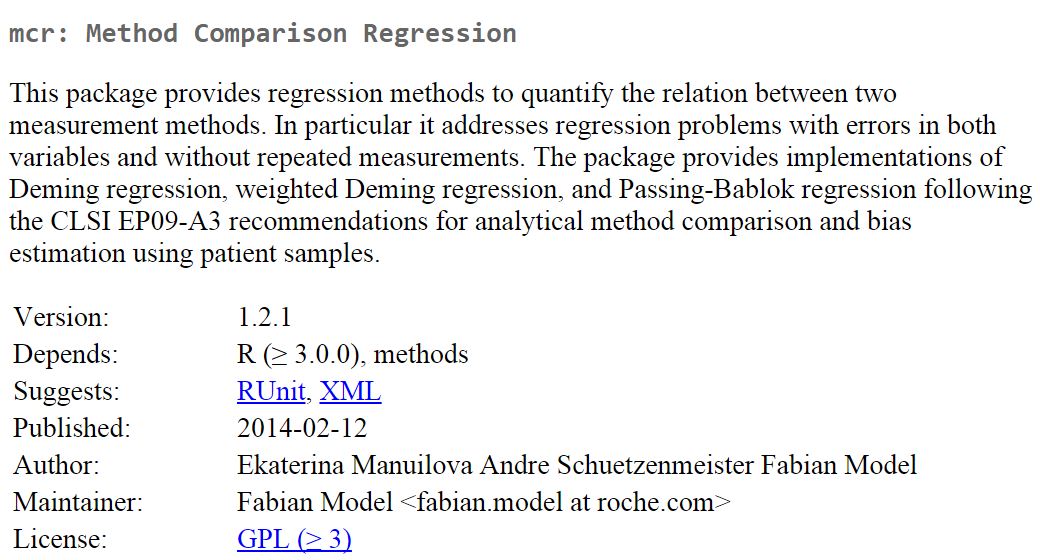 mcr: Method Comparison Regression
This package provides regression methods to quantify the relation between two
measurement methods. In particular it addresses regression problems with errors in both
variables and without repeated measurements. The package provides implementations of
Deming regression, weighted Deming regression, and Passing-Bablok regression following
the CLSI EP09-A3 recommendations for analytical method comparison and bias
estimation using patient samples.
Version: 1.2.1
Depends: R (≥ 3.0.0), methods
Suggests: RUnit, XML
Published: 2014-02-12
Author: Ekaterina Manuilova Andre Schuetzenmeister Fabian Model
Maintainer: Fabian Model <fabian.model at roche.com>
License: GPL (≥ 3)